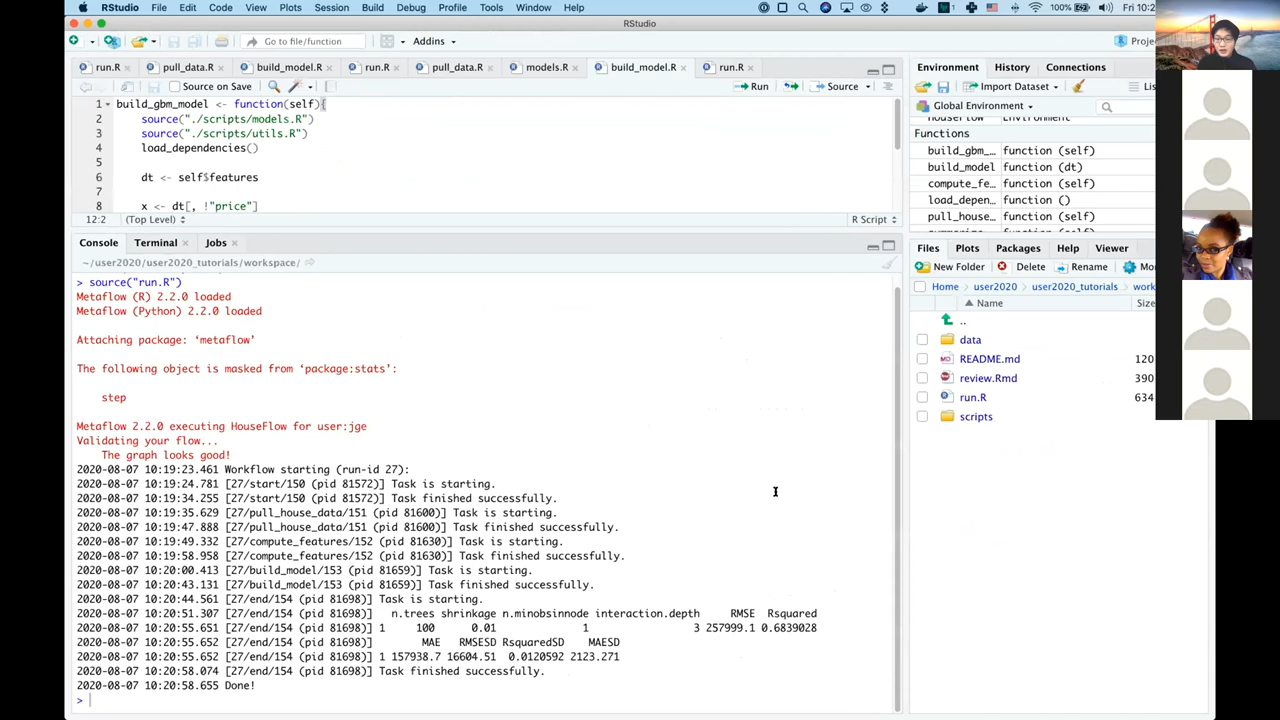 RStudio File Edit Code View Plots Session Build Debug Profile Tools Window Help 100% Fri 10:2
RStudio
Go to file/function Addins Proje
run.R pull_data.R build_model.R run.R pull_data.R models.R build_model.R run.R
Source on Save Run Source
1 build_gbm_model <- function(self){
2 source("./scripts/models.R")
3 source("./scripts/utils.R")
4 load_dependencies()
5
6 dt <- self$features
7
8 x <- dt[, !"price"]
12:2 (Top Level) R Script
Console Terminal Jobs
~/user2020/user2020_tutorials/workspace/
> source("run.R")
Metaflow (R) 2.2.0 loaded
Metaflow (Python) 2.2.0 loaded
Attaching package: ‘metaflow’
The following object is masked from ‘package:stats’:
step
Metaflow 2.2.0 executing HouseFlow for user:jge
Validating your flow...
The graph looks good!
2020-08-07 10:19:23.461 Workflow starting (run-id 27):
2020-08-07 10:19:24.781 [27/start/150 (pid 81572)] Task is starting.
2020-08-07 10:19:34.255 [27/start/150 (pid 81572)] Task finished successfully.
2020-08-07 10:19:35.629 [27/pull_house_data/151 (pid 81600)] Task is starting.
2020-08-07 10:19:47.888 [27/pull_house_data/151 (pid 81600)] Task finished successfully.
2020-08-07 10:19:49.332 [27/compute_features/152 (pid 81630)] Task is starting.
2020-08-07 10:19:58.958 [27/compute_features/152 (pid 81630)] Task finished successfully.
2020-08-07 10:20:00.413 [27/build_model/153 (pid 81659)] Task is starting.
2020-08-07 10:20:43.131 [27/build_model/153 (pid 81659)] Task finished successfully.
2020-08-07 10:20:44.561 [27/end/154 (pid 81698)] Task is starting.
2020-08-07 10:20:51.307 [27/end/154 (pid 81698)] n.trees shrinkage n.minobsinnode interaction.depth RMSE Rsquared
2020-08-07 10:20:55.651 [27/end/154 (pid 81698)] 1 100 0.01 1 3 257999.1 0.6839028
2020-08-07 10:20:55.652 [27/end/154 (pid 81698)] MAE RMSESD RsquaredSD MAESD
2020-08-07 10:20:55.652 [27/end/154 (pid 81698)] 1 157938.7 16604.51 0.0120592 2123.271
2020-08-07 10:20:58.074 [27/end/154 (pid 81698)] Task finished successfully.
2020-08-07 10:20:58.655 Done!
>
Environment History Connections
Import Dataset Lis
Global Environment
houseflow Environment
Functions
build_gbm_… function (self)
build_model function (dt)
compute_fe… function (self)
load_depen… function ()
pull_house… function (self)
Files Plots Packages Help Viewer
New Folder Delete Rename Mo
Home user2020 user2020_tutorials work
Name Size
..
data
README.md 120
review.Rmd 390
run.R 634
scripts